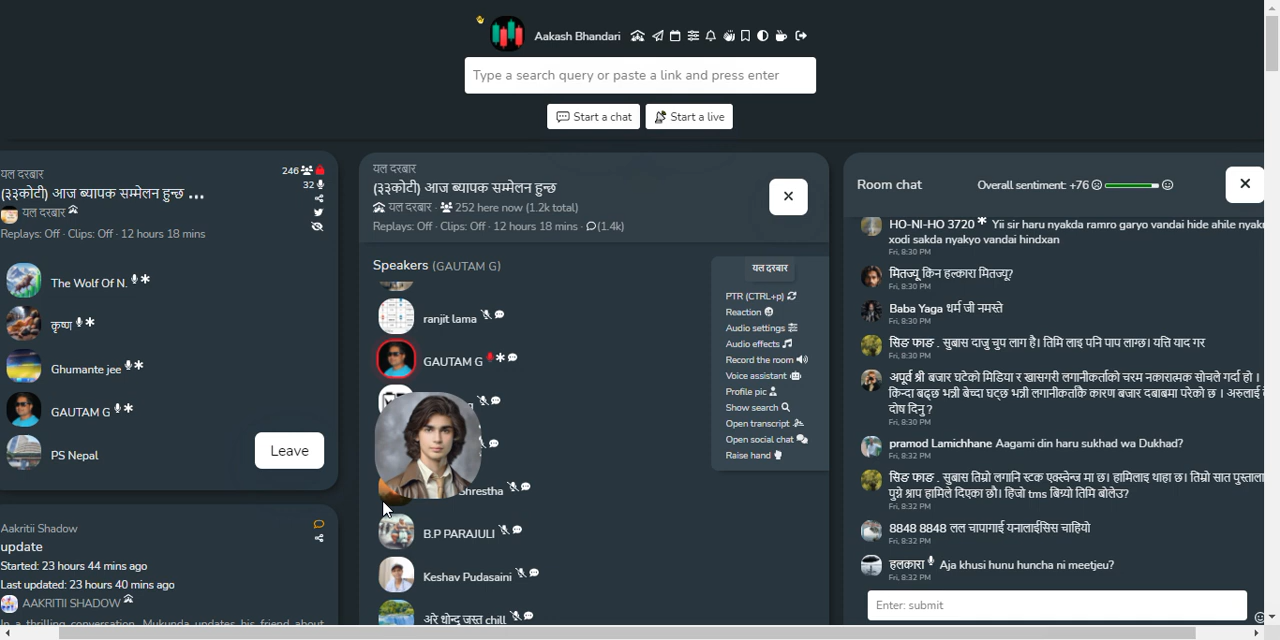 Aakash Bhandari
Type a search query or paste a link and press enter
Start a chat
Start a live
यल दरबार
246
(३३कोटी) आज ब्यापक सम्मेलन हुन्छ ...
32
यल दरबार
Replays: Off · Clips: Off · 12 hours 18 mins
The Wolf Of N.
कृष्ण
Ghumante jee
GAUTAM G
PS Nepal
Leave
Aakritii Shadow
update
Started: 23 hours 44 mins ago
Last updated: 23 hours 40 mins ago
AAKRITII SHADOW
In a thrilling conversation, Mukunda updates his friend about
यल दरबार
(३३कोटी) आज ब्यापक सम्मेलन हुन्छ
यल दरबार · 252 here now (1.2k total)
Replays: Off · Clips: Off · 12 hours 18 mins · (1.4k)
Speakers (GAUTAM G)
ranjit lama
GAUTAM G
Shrestha
B.P PARAJULI
Keshav Pudasaini
अरे धोन्द जस्त chill
यल दरबार
PTR (CTRL+p)
Reaction
Audio settings
Audio effects
Record the room
Voice assistant
Profile pic
Show search
Open transcript
Open social chat
Raise hand
Room chat
Overall sentiment: +76
HO-NI-HO 3720 * Yii sir haru nyakda ramro garyo vandai hide ahile nyak
xodi sakda nyakyo vandai hindxan
Fri, 8:30 PM
मितज्यू किन हल्कारा मितज्यू?
Fri, 8:30 PM
Baba Yaga धर्म जी नमस्ते
Fri, 8:30 PM
सिङ फाङ . सुबास दाजु चुप लाग है। तिमि लाइ पनि पाप लाग्छ। यत्ति याद गर
Fri, 8:30 PM
अपूर्व श्री बजार घटेको मिडिया र खासगरी लगानीकर्ताको चरम नकारात्मक सोचले गर्दा हो ।
किन्दा बढ्छ भन्नी बेच्दा घट्छ भन्नी लगानीकर्तीकै कारण बजार दबाबमा परेको छ । अरुलाई
दोष दिनु ?
Fri, 8:30 PM
pramod Lamichhane Aagami din haru sukhad wa Dukhad?
Fri, 8:32 PM
सिङ फाङ . सुबास तिम्रो लगानि स्टक एक्स्चेन्ज मा छ। हामिलाइ थाहा छ। तिम्रो सात पुस्ताला
पुग्ने श्राप हामिले दिएका छौ। हिजो tms बिग्यो तिमि बोलेउ?
Fri, 8:32 PM
8848 8848 लल चापागाई यनालाईसिस चाहियो
Fri, 8:32 PM
हलकारा Aja khusi hunu huncha ni meetjeu?
Fri, 8:32 PM
Enter: submit